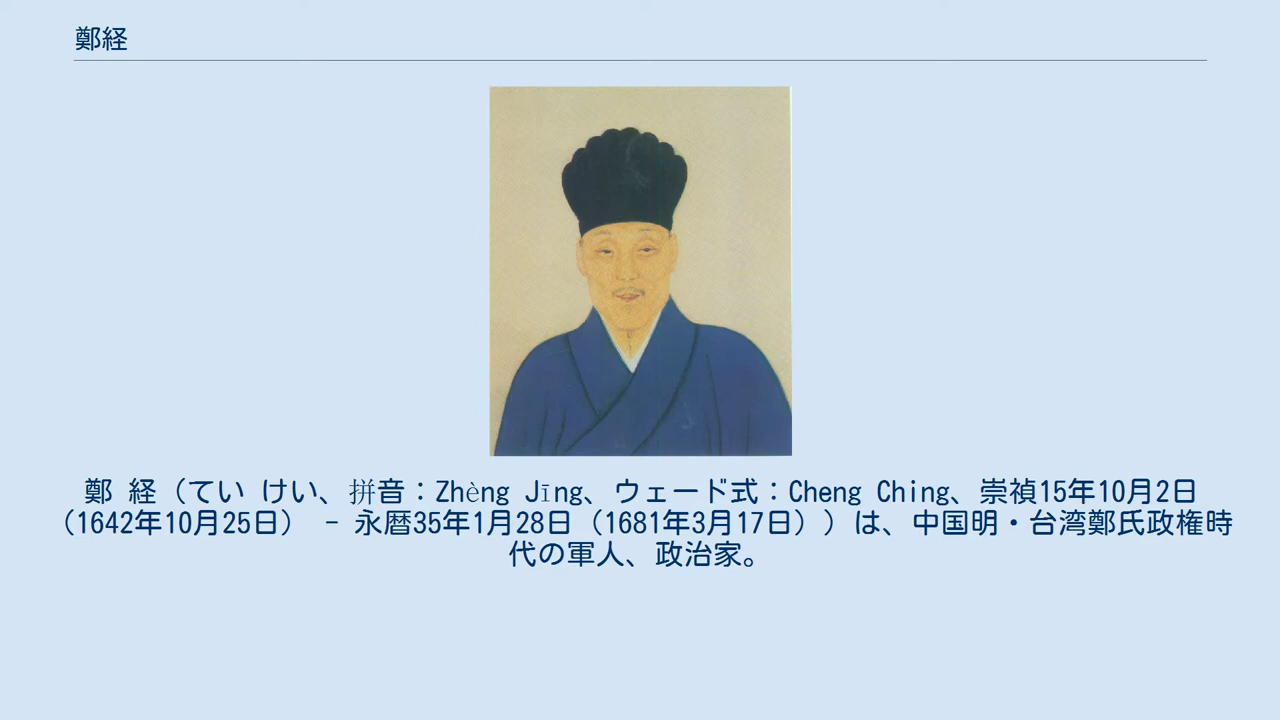 鄭経
鄭 経（てい けい、拼音：Zhèng Jīng、ウェード式：Cheng Ching、崇禎15年10月2日
（1642年10月25日） - 永暦35年1月28日（1681年3月17日））は、中国明・台湾鄭氏政権時
代の軍人、政治家。